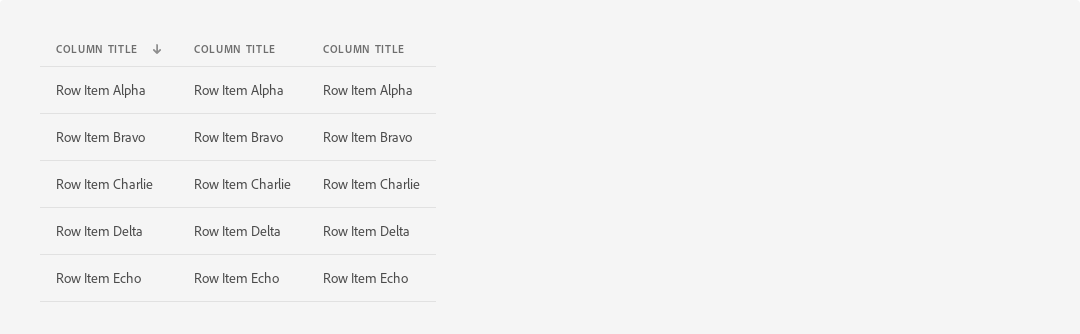 COLUMN TITLE COLUMN TITLE COLUMN TITLE
Row Item Alpha Row Item Alpha Row Item Alpha
Row Item Bravo Row Item Bravo Row Item Bravo
Row Item Charlie Row Item Charlie Row Item Charlie
Row Item Delta Row Item Delta Row Item Delta
Row Item Echo Row Item Echo Row Item Echo